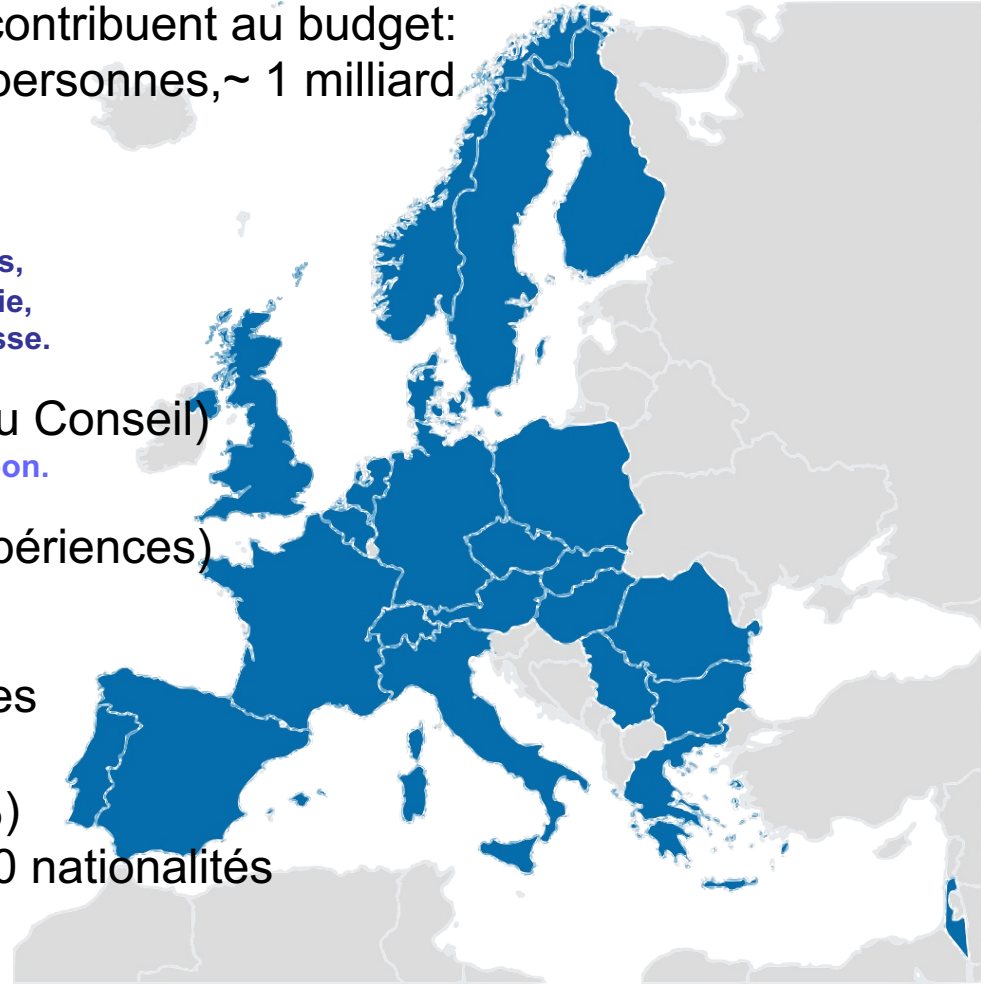 contribuent au budget:
personnes,~ 1 milliard
s,
ie,
sse.
u Conseil)
on.
périences)
es
)
0 nationalités